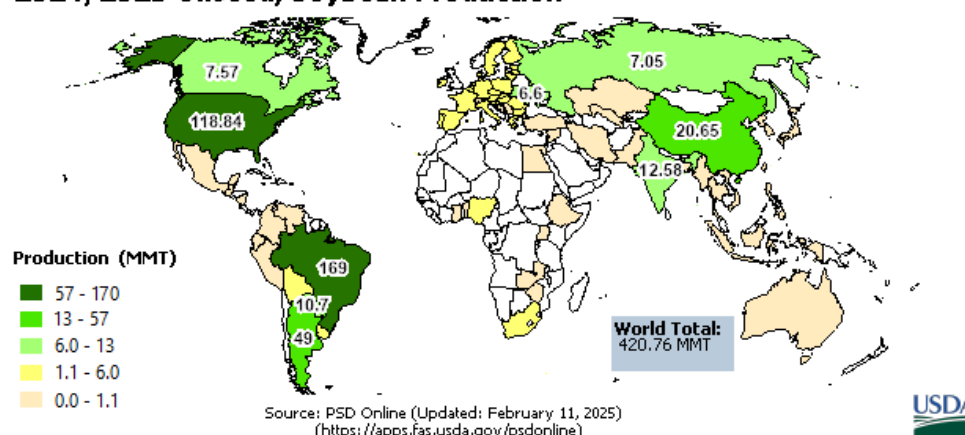 7.57
7.05
6.6
118.84
20.65
12.58
169
10.7
49
Production (MMT)
57 - 170
13 - 57
6.0 - 13
1.1 - 6.0
0.0 - 1.1
World Total:
420.76 MMT
Source: PSD Online (Updated: February 11, 2025)
(https://apps.fas.usda.gov/psdonline)
USDA